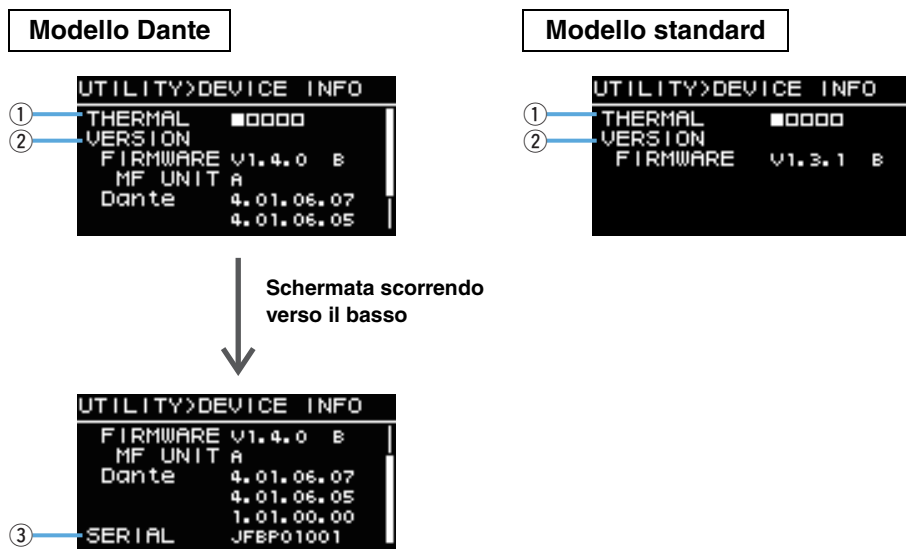 Modello Dante
UTILITY>DEVICE INFO
① THERMAL
② VERSION
FIRMWARE V1.4.0 B
MF UNIT A
Dante 4.01.06.07
4.01.06.05
Schermata scorrendo
verso il basso
UTILITY>DEVICE INFO
FIRMWARE V1.4.0 B
MF UNIT A
Dante 4.01.06.07
4.01.06.05
1.01.00.00
③ SERIAL JFBP01001
Modello standard
UTILITY>DEVICE INFO
① THERMAL
② VERSION
FIRMWARE V1.3.1 B